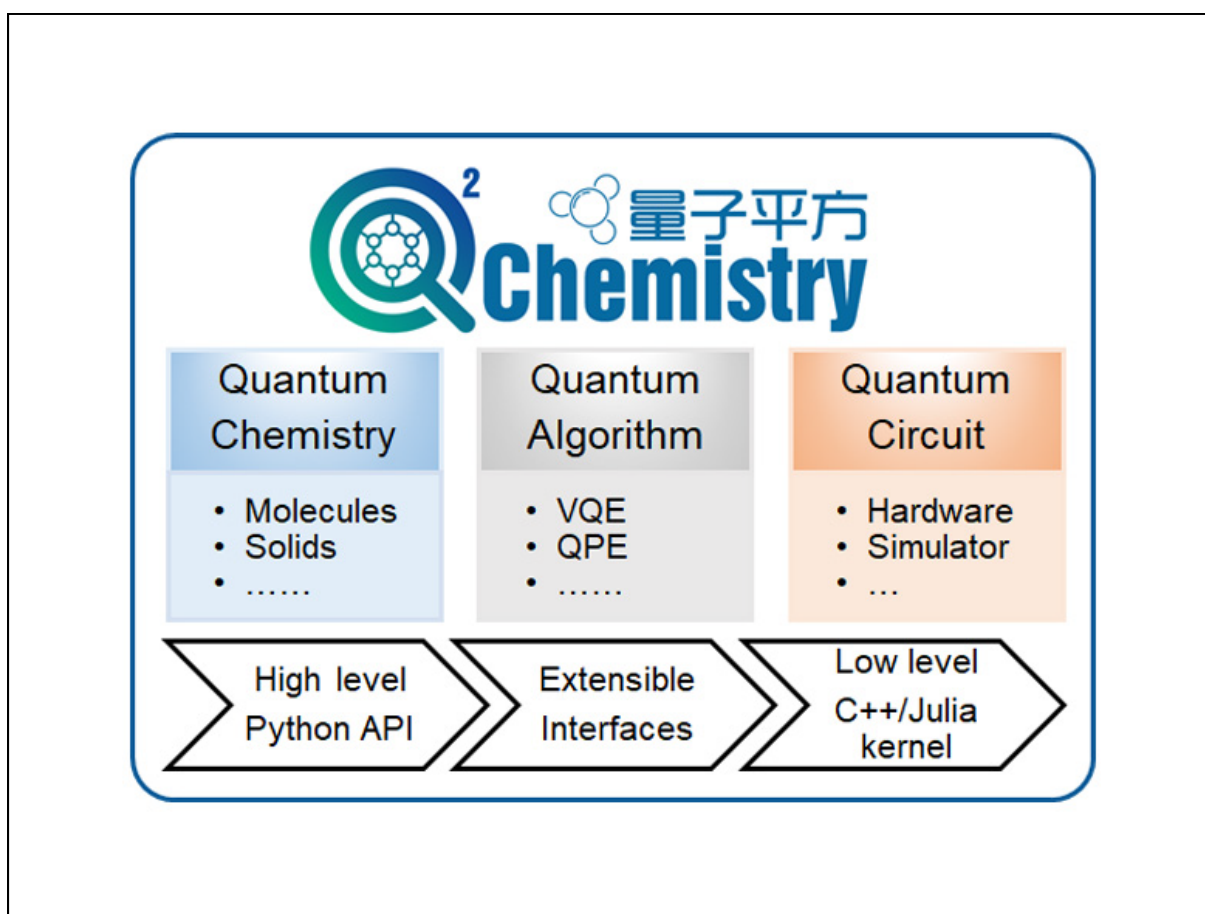 Q2
量子平方
Chemistry
Quantum
Chemistry
• Molecules
• Solids
• ……
Quantum
Algorithm
• VQE
• QPE
• ……
Quantum
Circuit
• Hardware
• Simulator
• …
High level
Python API
Extensible
Interfaces
Low level
C++/Julia
kernel